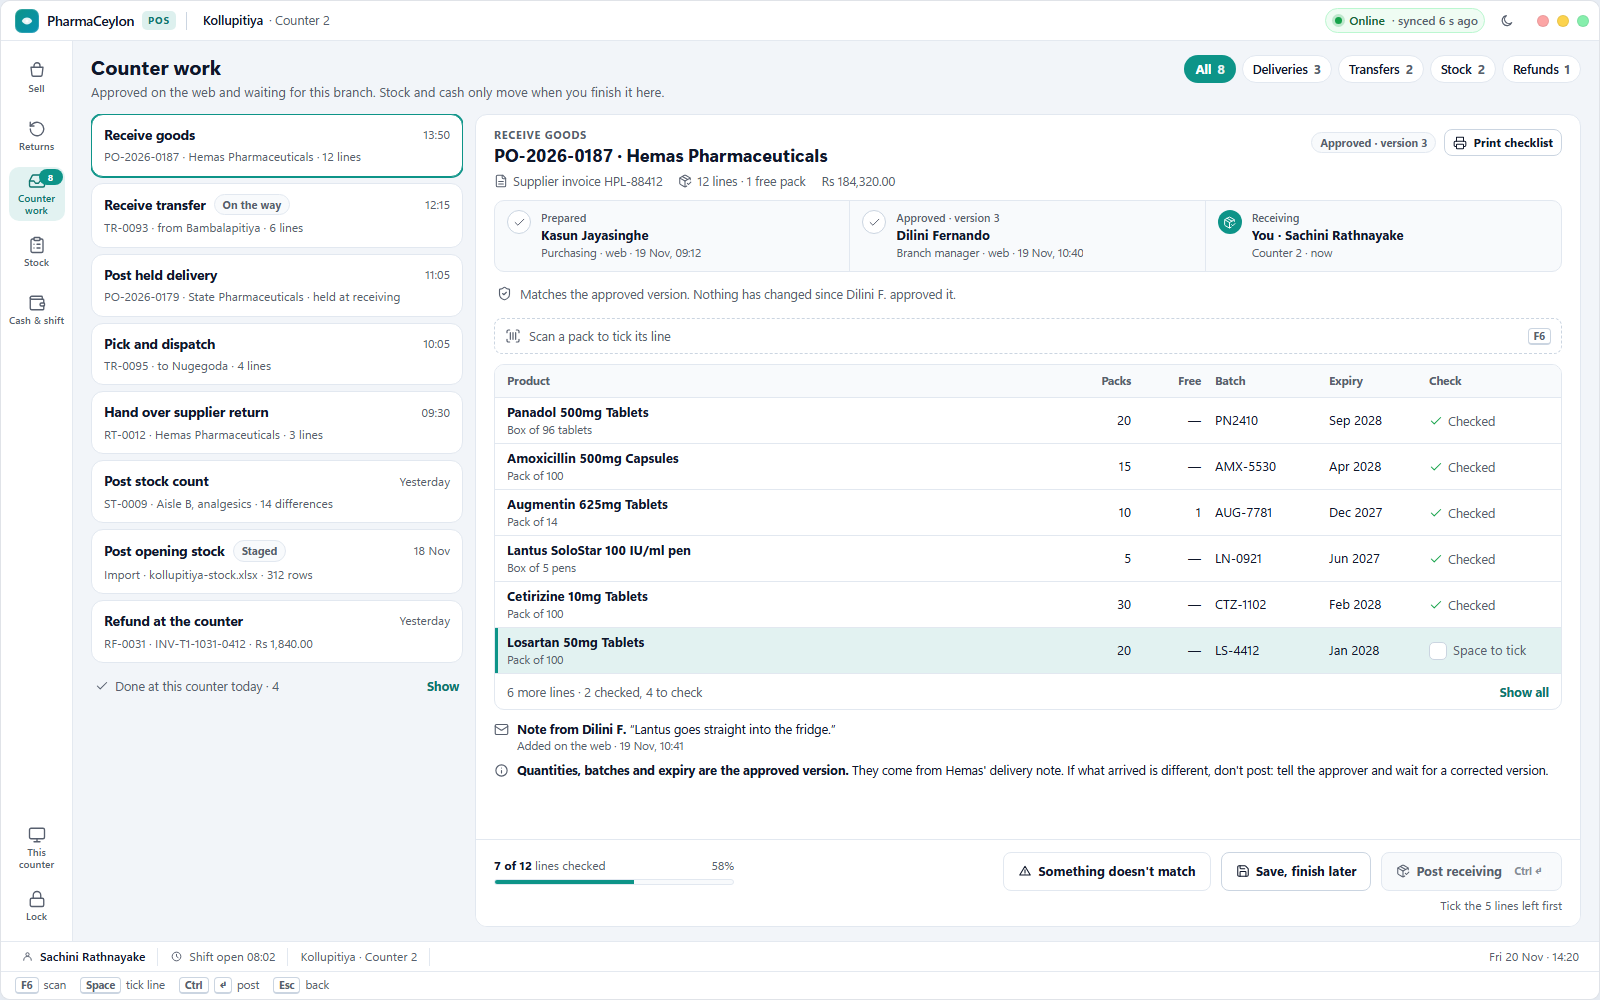 PharmaCeylon POS Kollupitiya · Counter 2
Online · synced 6 s ago
Sell
Returns
8
Counter work
Stock
Cash & shift
This counter
Lock
Counter work
Approved on the web and waiting for this branch. Stock and cash only move when you finish it here.
All 8 Deliveries 3 Transfers 2 Stock 2 Refunds 1
Receive goods 13:50
PO-2026-0187 · Hemas Pharmaceuticals · 12 lines
Receive transfer On the way 12:15
TR-0093 · from Bambalapitiya · 6 lines
Post held delivery 11:05
PO-2026-0179 · State Pharmaceuticals · held at receiving
Pick and dispatch 10:05
TR-0095 · to Nugegoda · 4 lines
Hand over supplier return 09:30
RT-0012 · Hemas Pharmaceuticals · 3 lines
Post stock count Yesterday
ST-0009 · Aisle B, analgesics · 14 differences
Post opening stock Staged 18 Nov
Import · kollupitiya-stock.xlsx · 312 rows
Refund at the counter Yesterday
RF-0031 · INV-T1-1031-0412 · Rs 1,840.00
Done at this counter today · 4 Show
RECEIVE GOODS
PO-2026-0187 · Hemas Pharmaceuticals
Approved · version 3 Print checklist
Supplier invoice HPL-88412 12 lines · 1 free pack Rs 184,320.00
Prepared
Kasun Jayasinghe
Purchasing · web · 19 Nov, 09:12
Approved · version 3
Dilini Fernando
Branch manager · web · 19 Nov, 10:40
Receiving
You · Sachini Rathnayake
Counter 2 · now
Matches the approved version. Nothing has changed since Dilini F. approved it.
Scan a pack to tick its line F6
Product Packs Free Batch Expiry Check
Panadol 500mg Tablets
Box of 96 tablets
20 — PN2410 Sep 2028 Checked
Amoxicillin 500mg Capsules
Pack of 100
15 — AMX-5530 Apr 2028 Checked
Augmentin 625mg Tablets
Pack of 14
10 1 AUG-7781 Dec 2027 Checked
Lantus SoloStar 100 IU/ml pen
Box of 5 pens
5 — LN-0921 Jun 2027 Checked
Cetirizine 10mg Tablets
Pack of 100
30 — CTZ-1102 Feb 2028 Checked
Losartan 50mg Tablets
Pack of 100
20 — LS-4412 Jan 2028 Space to tick
6 more lines · 2 checked, 4 to check Show all
Note from Dilini F. “Lantus goes straight into the fridge.”
Added on the web · 19 Nov, 10:41
Quantities, batches and expiry are the approved version. They come from Hemas' delivery note. If what arrived is different, don't post: tell the approver and wait for a corrected version.
7 of 12 lines checked 58%
Something doesn't match Save, finish later Post receiving Ctrl ↵
Tick the 5 lines left first
Sachini Rathnayake Shift open 08:02 Kollupitiya · Counter 2 Fri 20 Nov · 14:20
F6 scan Space tick line Ctrl ↵ post Esc back